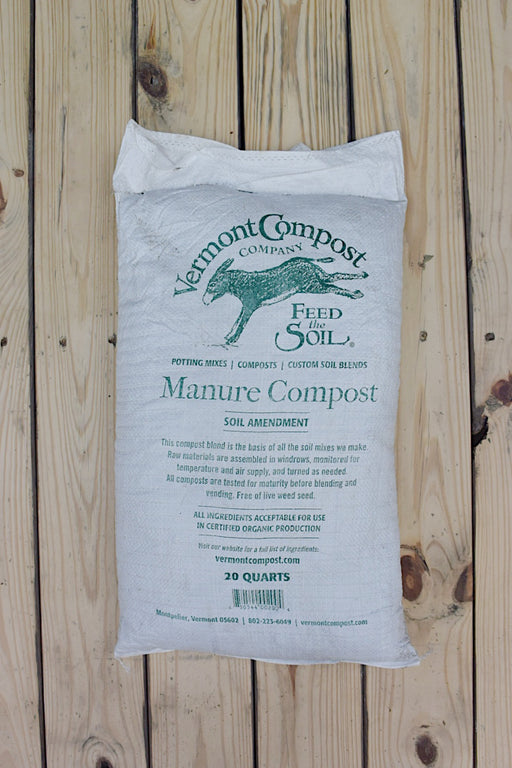 Vermont Compost
COMPANY
FEED
the
SOIL®
POTTING MIXES | COMPOSTS | CUSTOM SOIL BLENDS
Manure Compost
SOIL AMENDMENT
This compost blend is the basis of all the soil mixes we make.
Raw materials are assembled in windrows, monitored for
temperature and air supply, and turned as needed.
All composts are tested for maturity before blending and
vending. Free of live weed seed.
ALL INGREDIENTS ACCEPTABLE FOR USE
IN CERTIFIED ORGANIC PRODUCTION
Visit our website for a full list of ingredients:
vermontcompost.com
20 QUARTS
Montpelier, Vermont 05602 | 802-223-6049 | vermontcompost.com